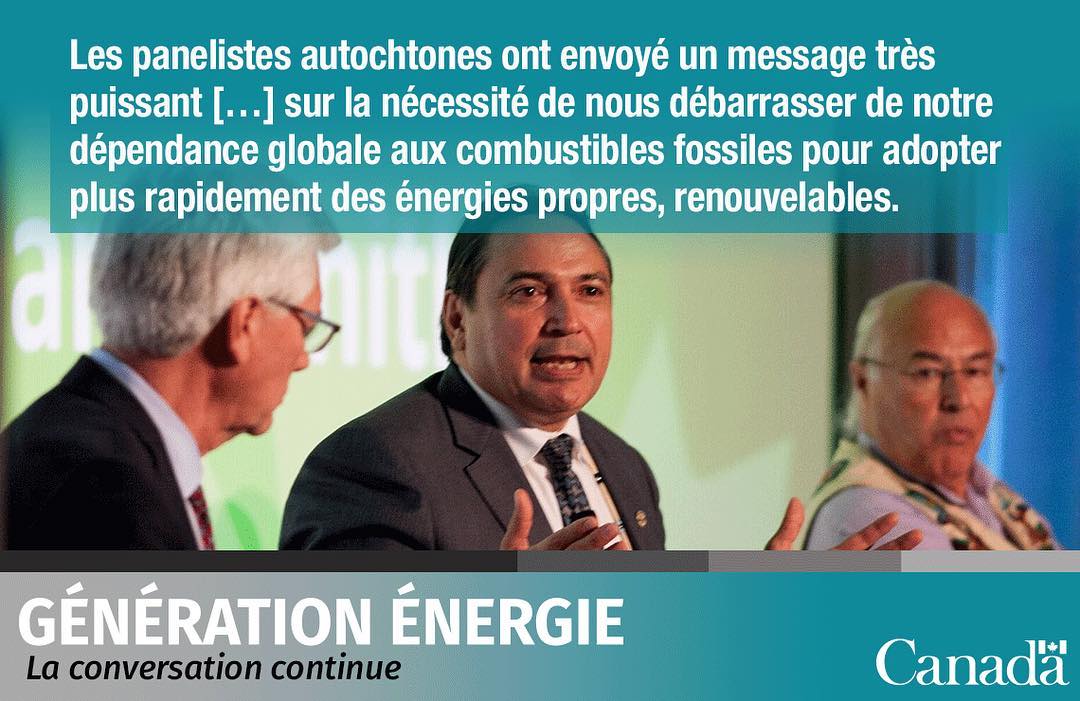 Les panelistes autochtones ont envoyé un message très
puissant […] sur la nécessité de nous débarrasser de notre
dépendance globale aux combustibles fossiles pour adopter
plus rapidement des énergies propres, renouvelables.
GÉNÉRATION ÉNERGIE
La conversation continue
Canada